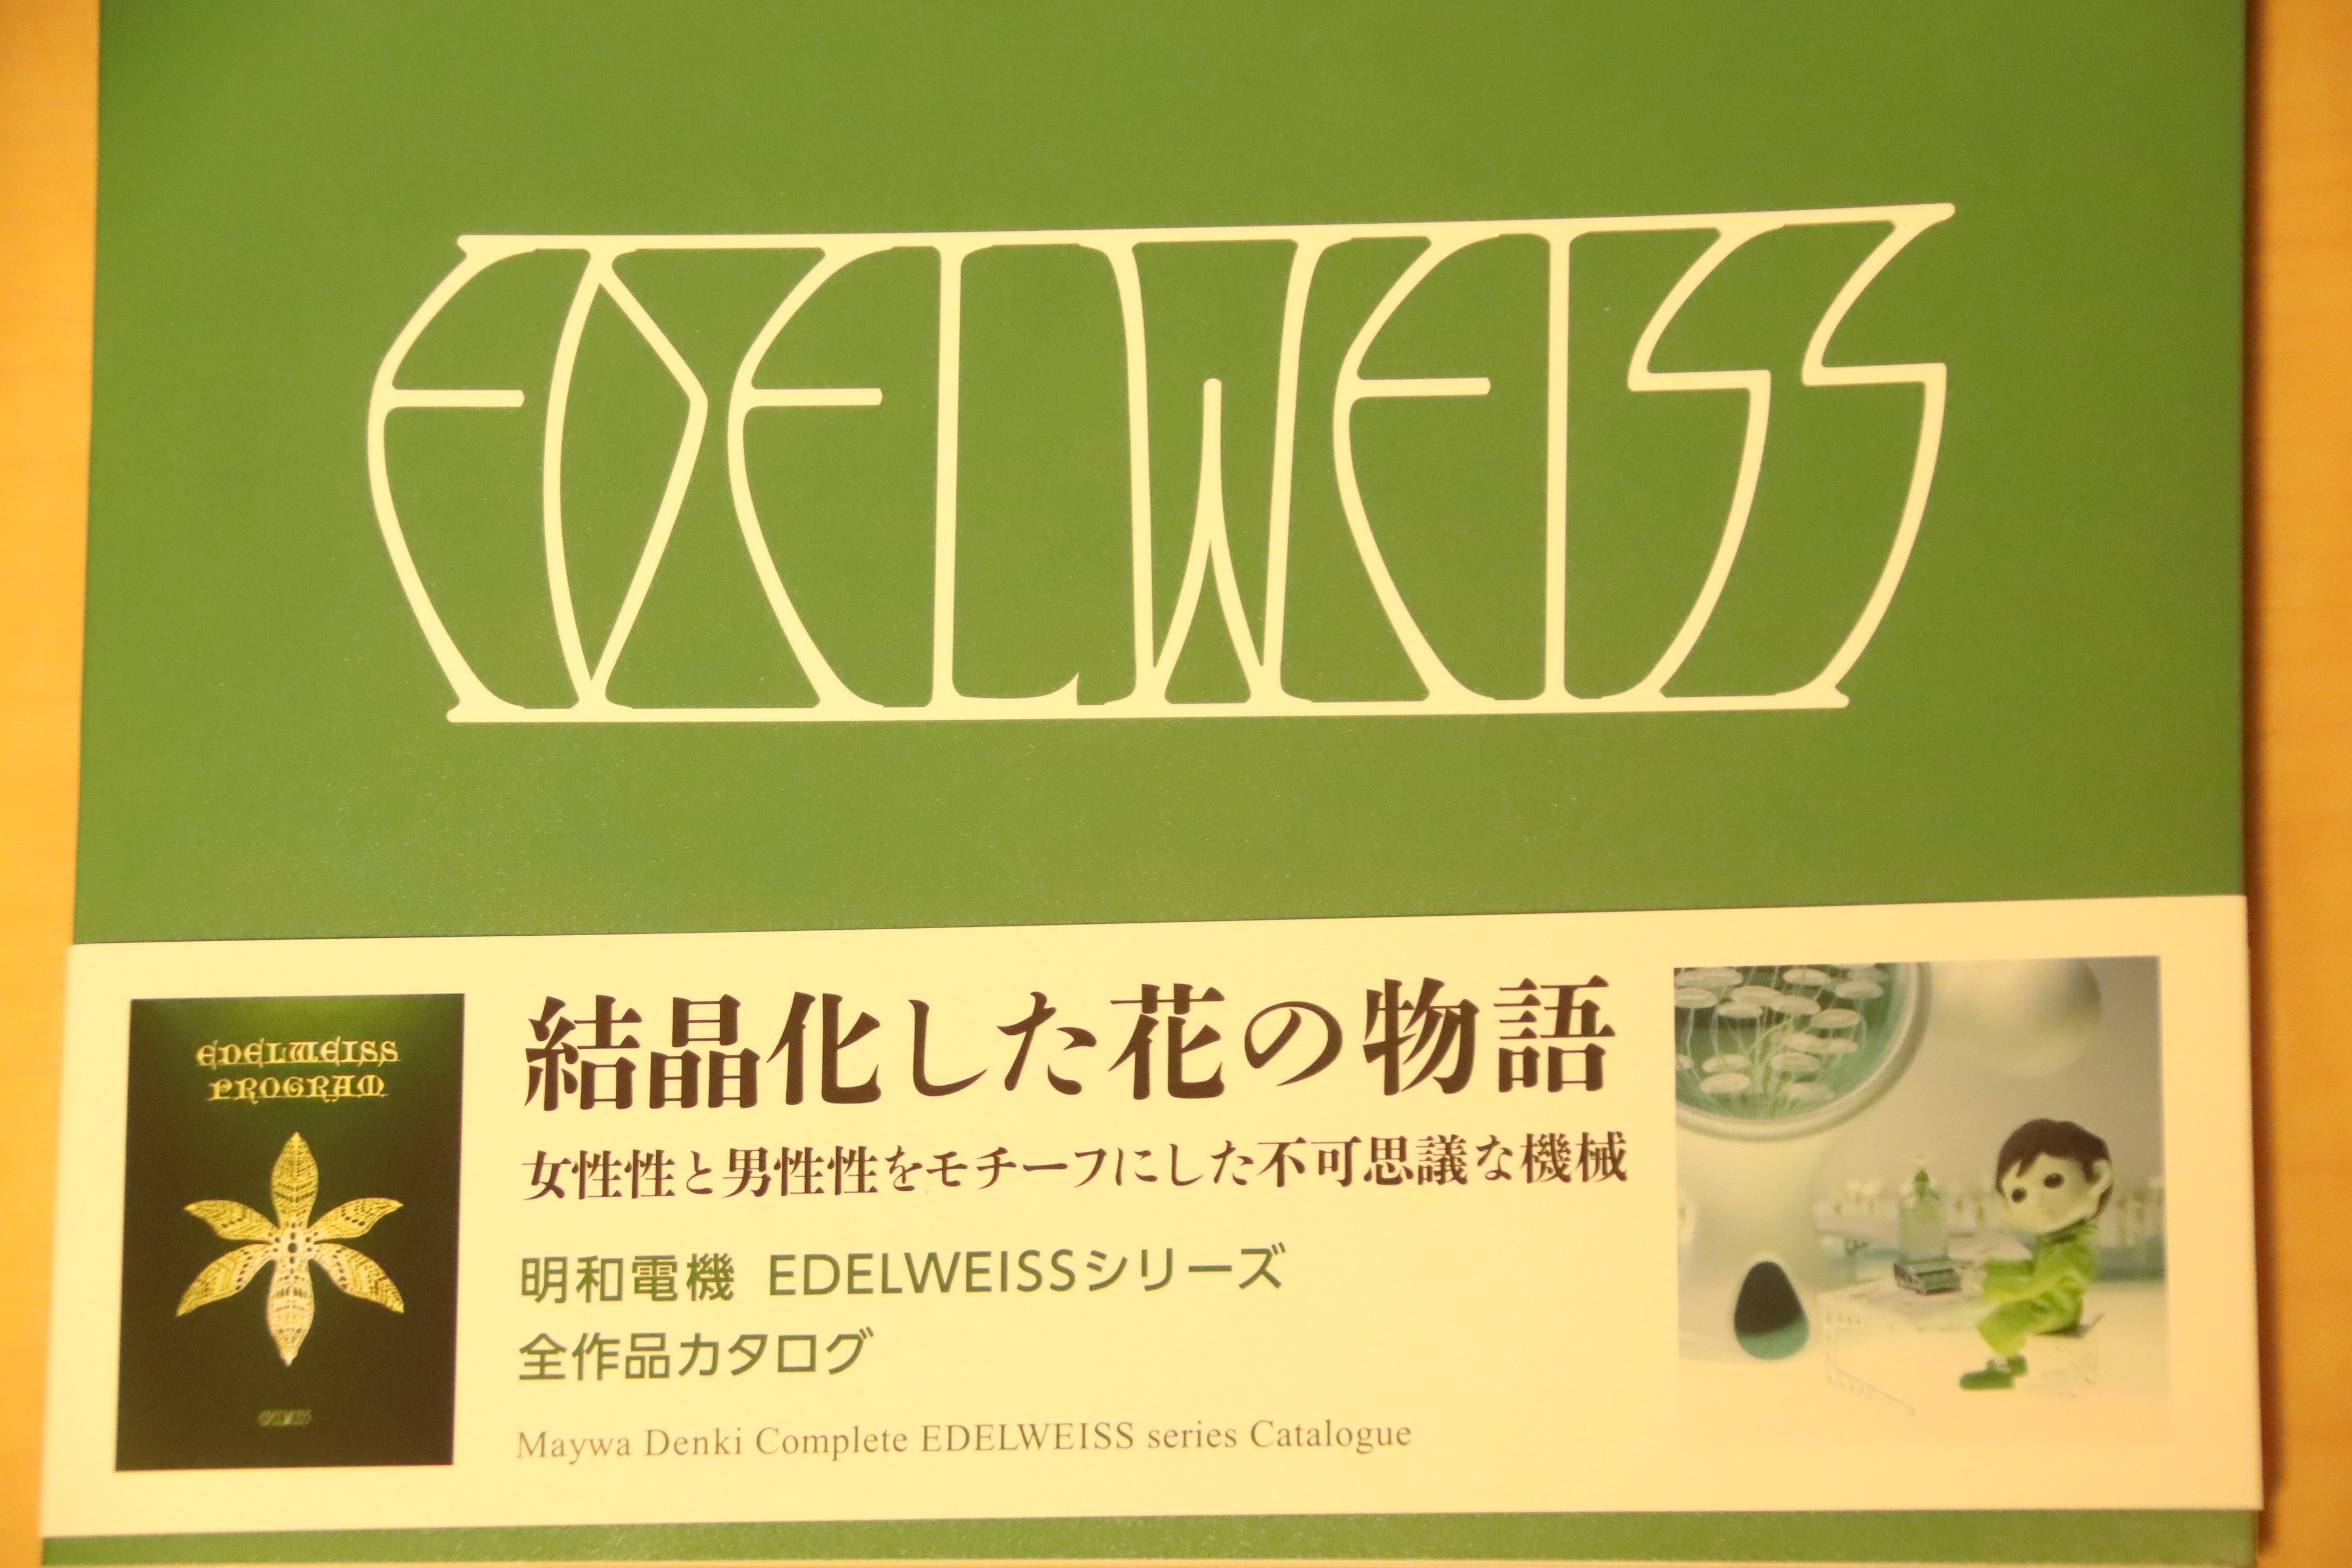 EDELWEISS
EDELWEISS
PROGRAM
結晶化した花の物語
女性性と男性性をモチーフにした不可思議な機械
明和電機 EDELWEISSシリーズ
全作品カタログ
Maywa Denki Complete EDELWEISS series Catalogue